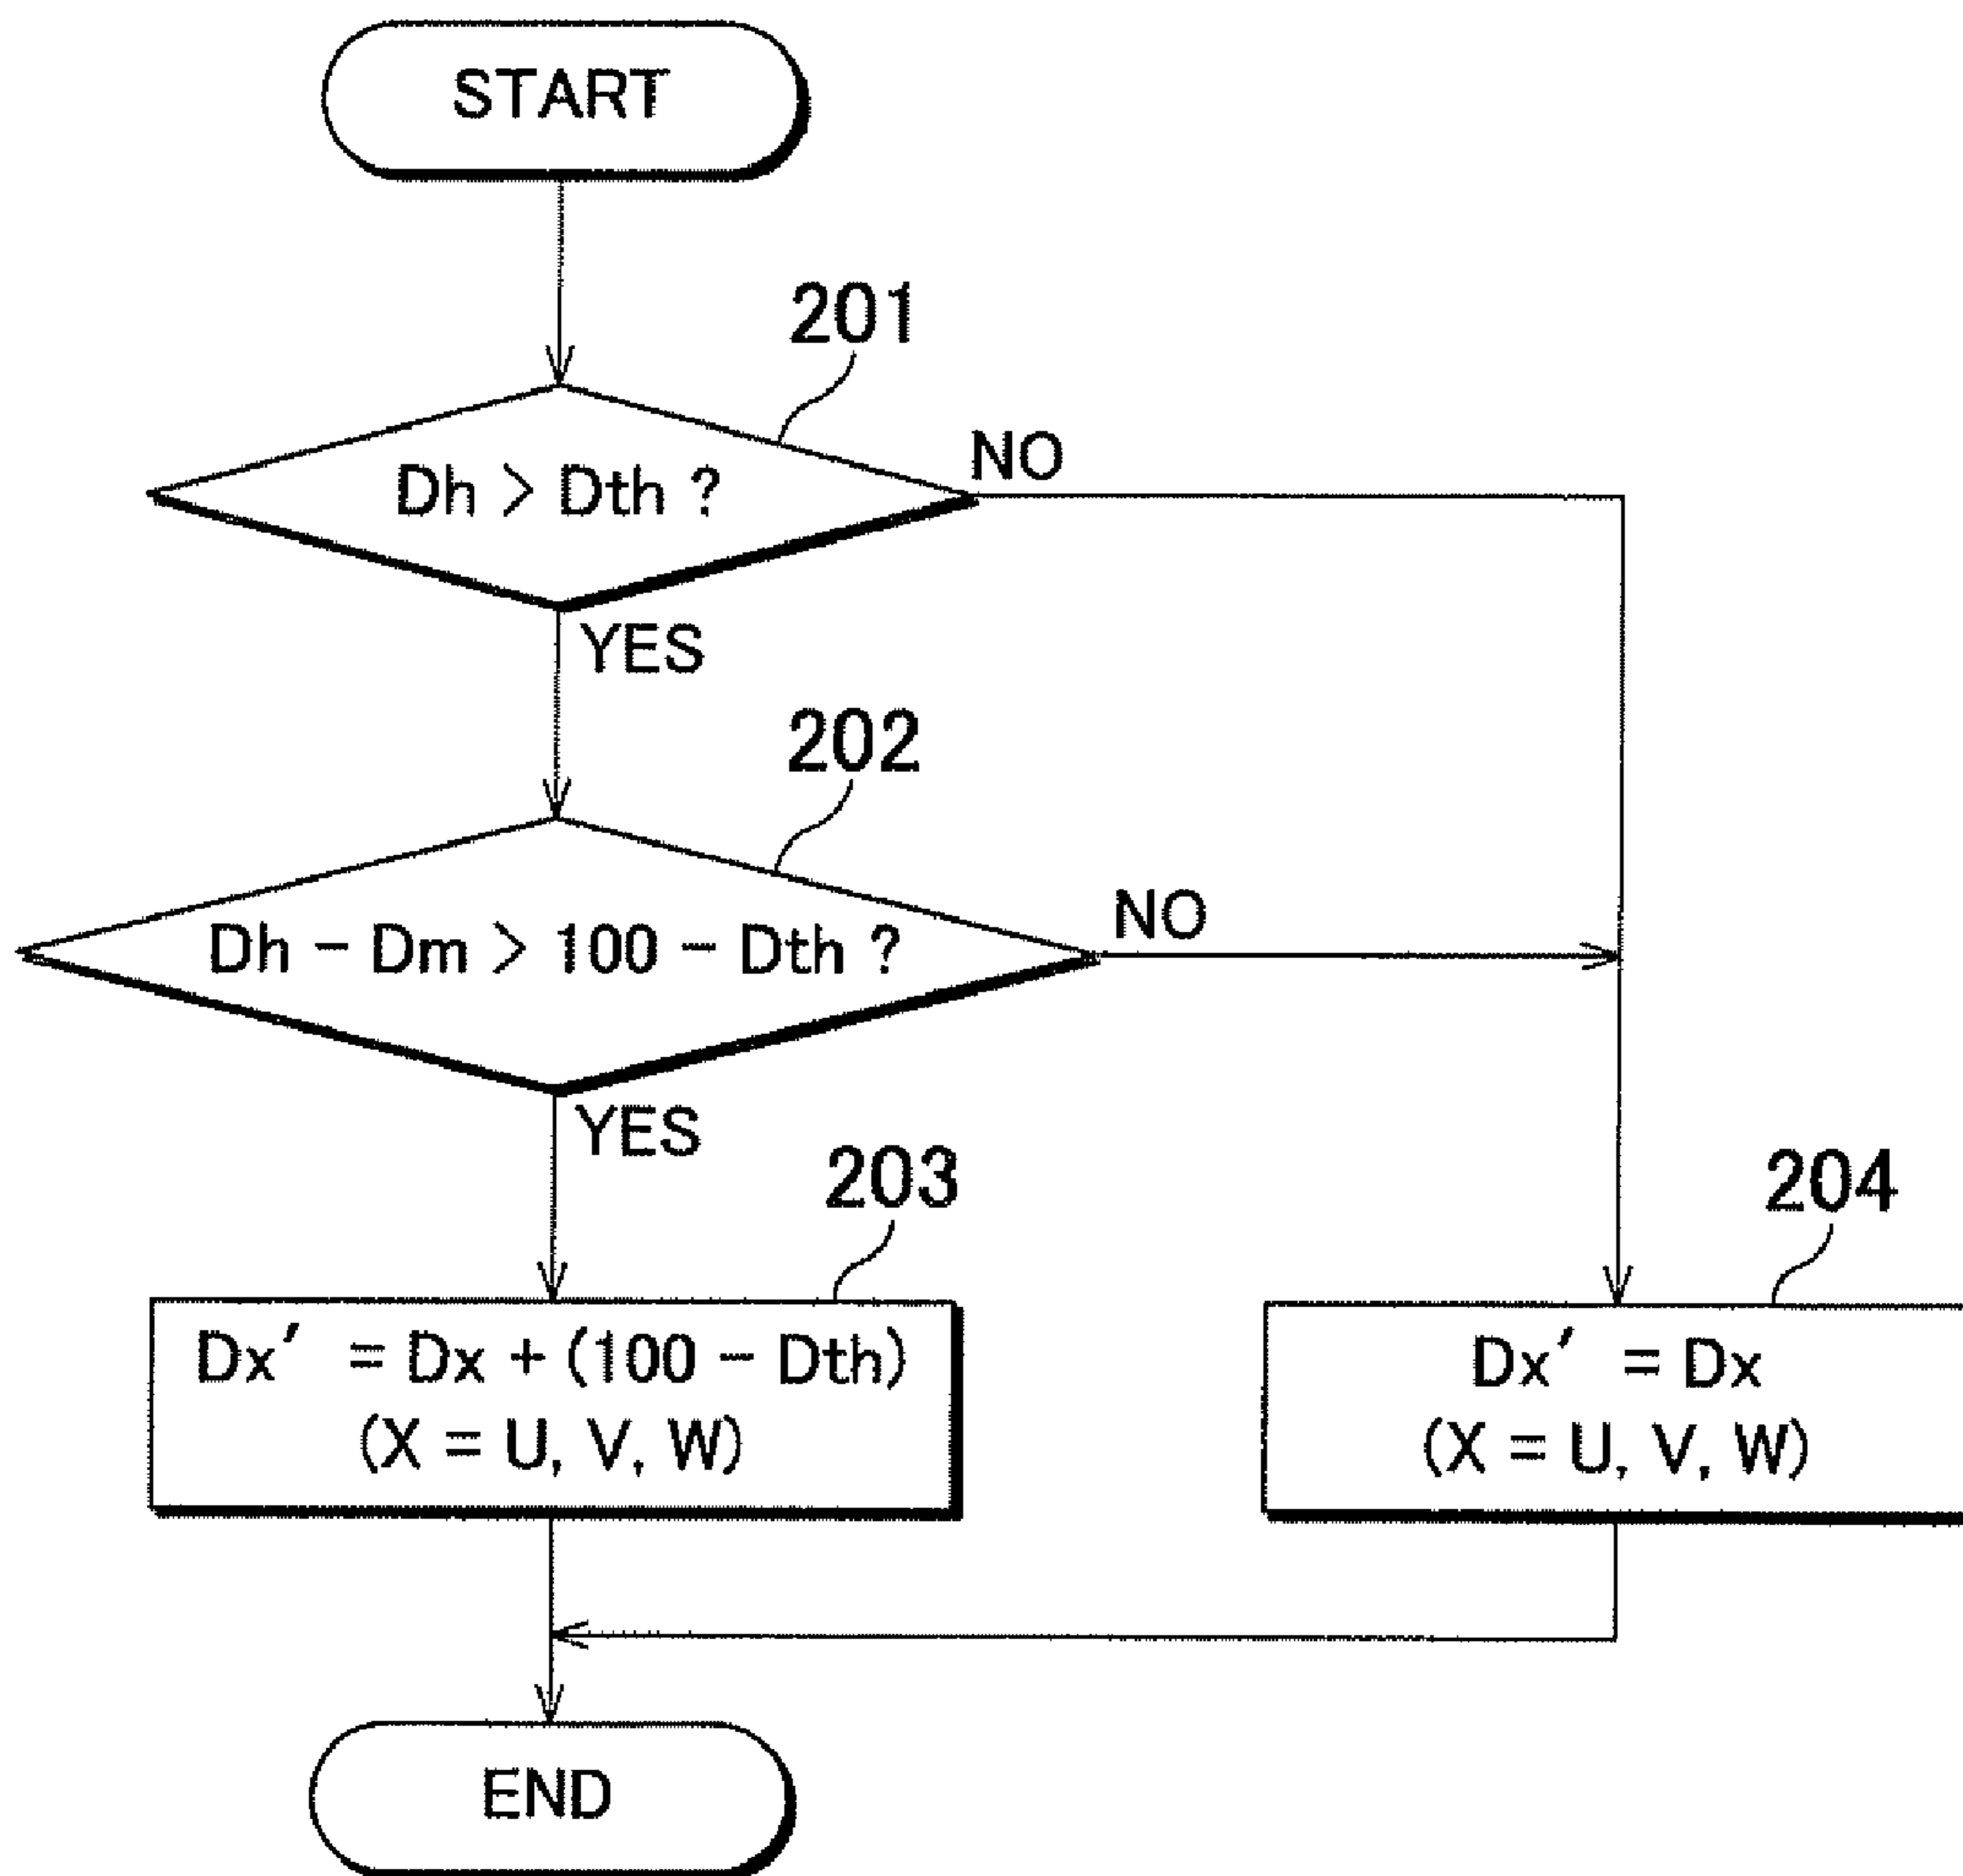 START
201
Dh > Dth ?
NO
YES
202
Dh - Dm > 100 - Dth ?
NO
YES
203
204
Dx′ = Dx + (100 - Dth)
(X = U, V, W)
Dx′ = Dx
(X = U, V, W)
END